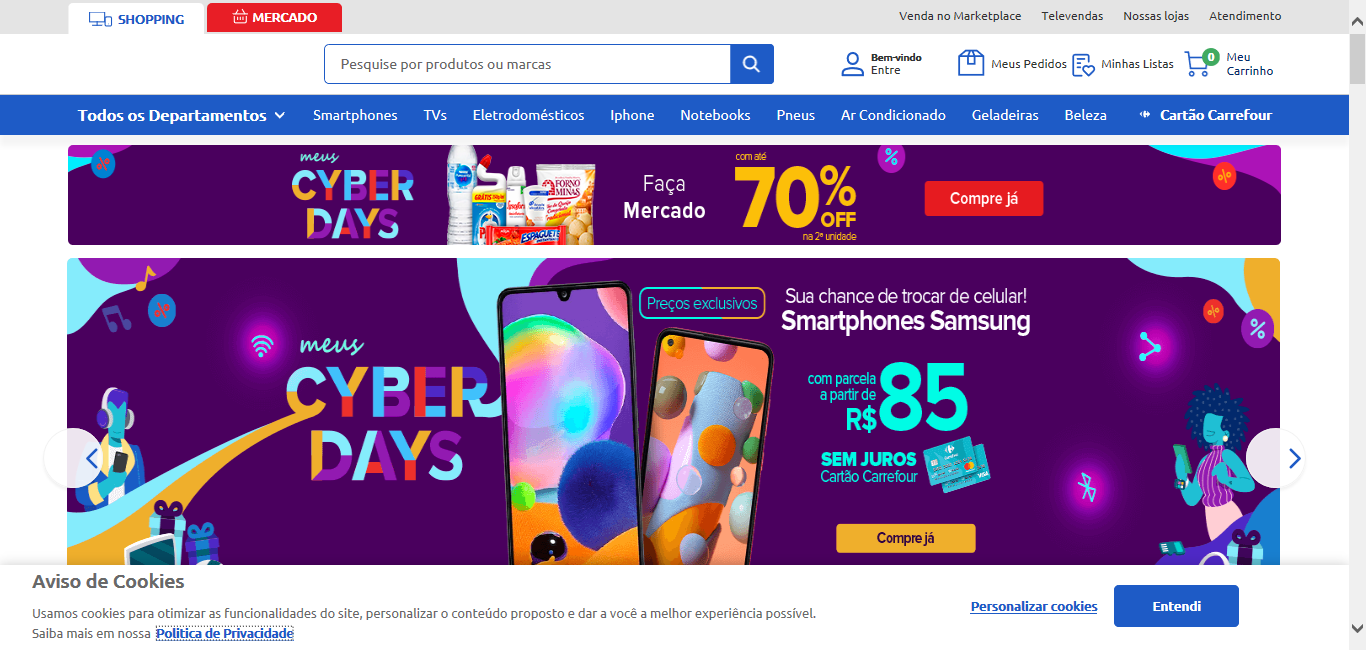 SHOPPING
MERCADO
Venda no Marketplace
Televendas
Nossas lojas
Atendimento
Pesquise por produtos ou marcas
Bem-vindo
Entre
Meus Pedidos
Minhas Listas
0
Meu
Carrinho
Todos os Departamentos
Smartphones
TVs
Eletrodomésticos
Iphone
Notebooks
Pneus
Ar Condicionado
Geladeiras
Beleza
Cartão Carrefour
meus
CYBER
DAYS
GRÁTIS
FORNO
MINAS
ESPAGUETE
Faça
Mercado
com até
70%
OFF
na 2ª unidade
%
%
Compre já
meus
CYBER
DAYS
Preços exclusivos
Sua chance de trocar de celular!
Smartphones Samsung
com parcela
a partir de
R$85
SEM JUROS
Cartão Carrefour
VISA
Compre já
%
%
Aviso de Cookies
Usamos cookies para otimizar as funcionalidades do site, personalizar o conteúdo proposto e dar a você a melhor experiência possível.
Saiba mais em nossa Politica de Privacidade
Personalizar cookies
Entendi